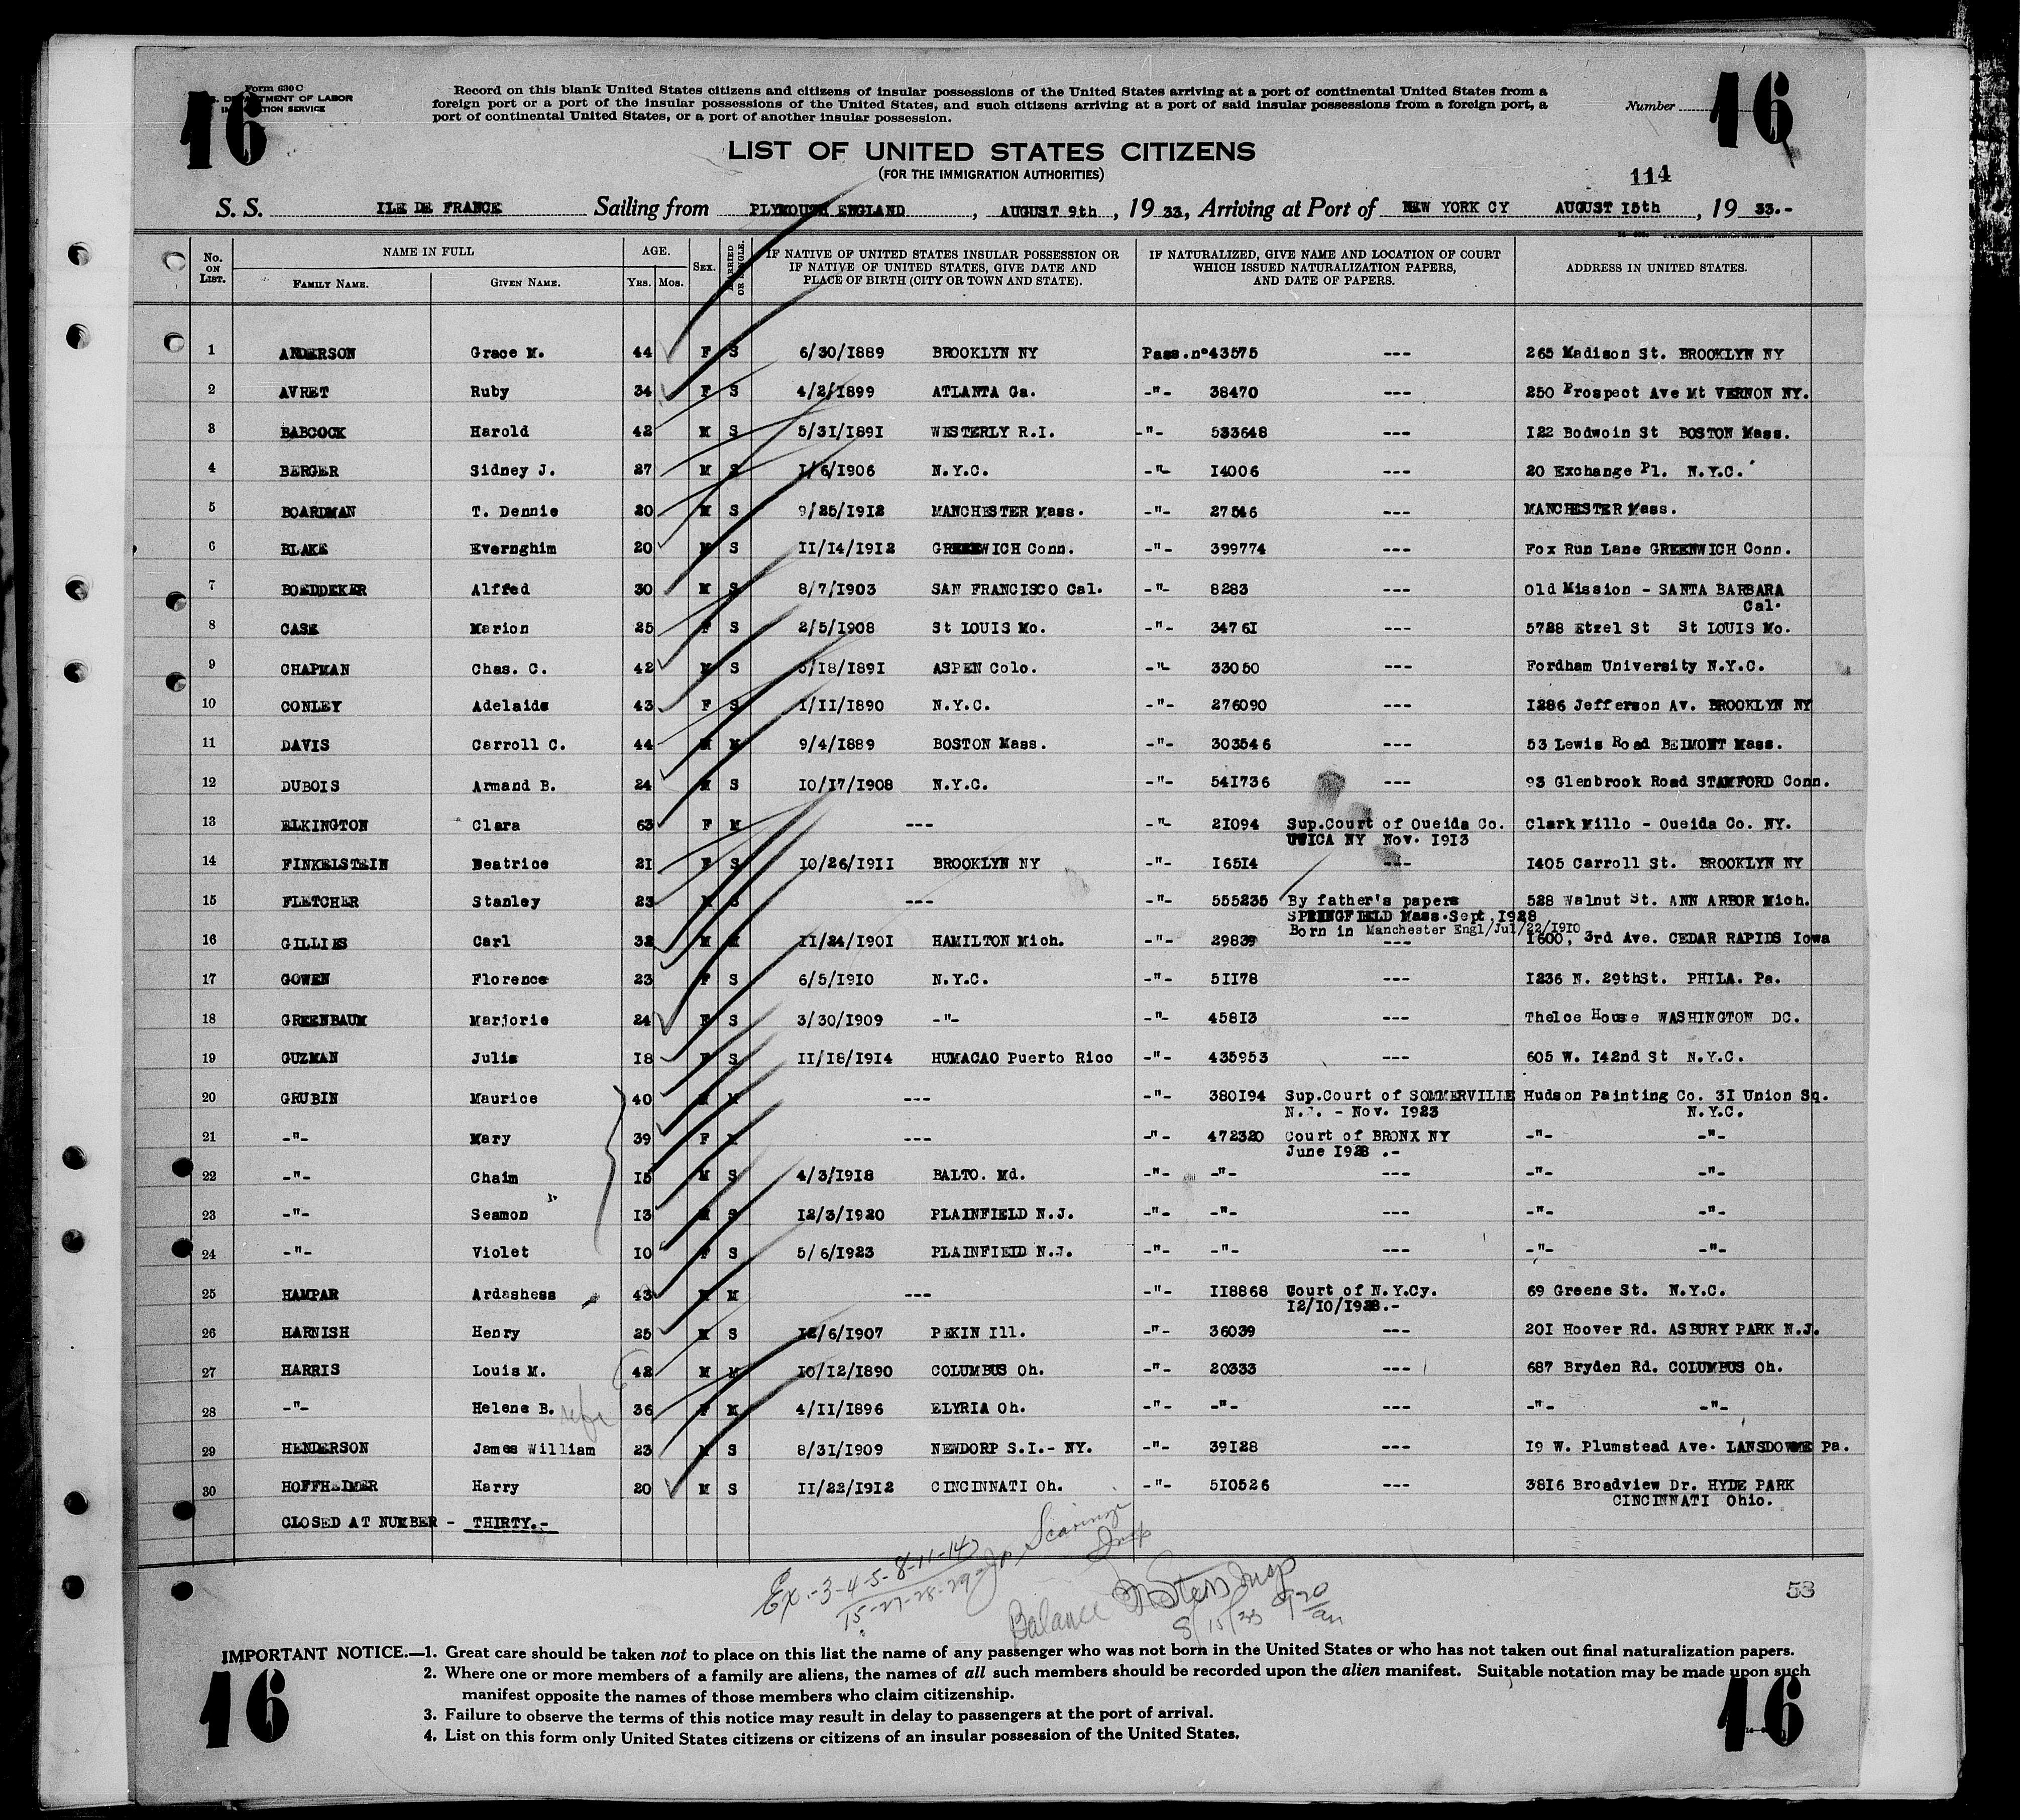 Form 630 C
DEPARTMENT OF LABOR
IMMIGRATION SERVICE
16
Record on this blank United States citizens and citizens of insular possessions of the United States arriving at a port of continental United States from a
foreign port or a port of the insular possessions of the United States, and such citizens arriving at a port of said insular possessions from a foreign port, a
port of continental United States, or a port of another insular possession.
Number
16
LIST OF UNITED STATES CITIZENS
(FOR THE IMMIGRATION AUTHORITIES)
114
S. S. ILE DE FRANCE Sailing from PLYMOUTH ENGLAND, AUGUST 9th, 19 33, Arriving at Port of NEW YORK CY AUGUST 15th, 19 33.-
No. ON LIST. NAME IN FULL AGE. SEX. MARRIED OR SINGLE. IF NATIVE OF UNITED STATES INSULAR POSSESSION OR IF NATIVE OF UNITED STATES, GIVE DATE AND PLACE OF BIRTH (CITY OR TOWN AND STATE). IF NATURALIZED, GIVE NAME AND LOCATION OF COURT WHICH ISSUED NATURALIZATION PAPERS, AND DATE OF PAPERS. ADDRESS IN UNITED STATES.
FAMILY NAME. GIVEN NAME. YRS. MOS.
1 ANDERSON Grace M. 44 F S 6/30/1889 BROOKLYN NY Pass.n°43575 --- 265 Madison St. BROOKLYN NY
2 AVRET Ruby 34 F S 4/2/1899 ATLANTA Ga. -"- 38470 --- 250 Prospect Ave Mt VERNON NY.
3 BABCOCK Harold 42 M S 5/31/1891 WESTERLY R.I. -"- 533648 --- 122 Bodwoin St BOSTON Mass.
4 BERGER Sidney J. 27 M S 1/6/1906 N.Y.C. -"- 14006 --- 20 Exchange Pl. N.Y.C.
5 BOARDMAN T. Dennie 20 M S 9/25/1912 MANCHESTER Mass. -"- 27546 --- MANCHESTER Mass.
6 BLAKE Evernghim 20 M S 11/14/1912 GREENWICH Conn. -"- 399774 --- Fox Run Lane GREENWICH Conn.
7 BOEDDEKER Alfred 30 M S 8/7/1903 SAN FRANCISCO Cal. -"- 8283 --- Old Mission - SANTA BARBARA
Cal.
8 CASE Marion 25 F S 2/5/1908 St LOUIS Mo. -"- 34761 --- 5728 Etzel St St LOUIS Mo.
9 CHAPMAN Chas. C. 42 M S 5/18/1891 ASPEN Colo. -"- 33050 --- Fordham University N.Y.C.
10 CONLEY Adelaide 43 F S 1/11/1890 N.Y.C. -"- 276090 --- 1286 Jefferson Av. BROOKLYN NY
11 DAVIS Carroll C. 44 M M 9/4/1889 BOSTON Mass. -"- 303546 --- 53 Lewis Road BELMONT Mass.
12 DUBOIS Armand B. 24 M S 10/17/1908 N.Y.C. -"- 541736 --- 93 Glenbrook Road STAMFORD Conn.
13 ELKINGTON Clara 63 F M --- -"- 21094 Sup.Court of Oueida Co. Clark Millo - Oueida Co. NY.
UTICA NY Nov. 1913
14 FINKELSTEIN Beatrice 21 F S 10/26/1911 BROOKLYN NY -"- 16514 --- 1405 Carroll St. BROOKLYN NY
15 FLETCHER Stanley 23 M S --- -"- 555235 By father's papers 528 Walnut St. ANN ARBOR Mich.
SPRINGFIELD Mass.Sept.1928
Born in Manchester Engl/Jul/22/1910
16 GILLIES Carl 32 M M 11/24/1901 HAMILTON Mich. -"- 29839 --- 1600, 3rd Ave. CEDAR RAPIDS Iowa
17 GOWEN Florence 23 F S 6/5/1910 N.Y.C. -"- 51178 --- 1236 N. 29thSt. PHILA. Pa.
18 GREENBAUM Marjorie 24 F S 3/30/1909 -"- -"- 45813 --- Thelce House WASHINGTON DC.
19 GUZMAN Julia 18 F S 11/18/1914 HUMACAO Puerto Rico -"- 435953 --- 605 W. 142nd St N.Y.C.
20 GRUBIN Maurice 40 M M --- -"- 380194 Sup.Court of SOMMERVILLE Hudson Painting Co. 31 Union Sq.
N.J. - Nov. 1923 N.Y.C.
21 -"- Mary 39 F M --- -"- 472320 Court of BRONX NY -"- -"-
June 1928 .-
22 -"- Chaim 15 M S 4/3/1918 BALTO. Md. -"- -"- --- -"- -"-
23 -"- Seamon 13 M S 12/3/1920 PLAINFIELD N.J. -"- -"- --- -"- -"-
24 -"- Violet 10 F S 5/6/1923 PLAINFIELD N.J. -"- -"- --- -"- -"-
25 HAMPAR Ardashess 43 M M --- -"- 118868 Court of N.Y.Cy. 69 Greene St. N.Y.C.
12/10/1928.-
26 HARNISH Henry 25 M S 12/6/1907 PEKIN Ill. -"- 36039 --- 201 Hoover Rd. ASBURY PARK N.J.
27 HARRIS Louis M. 42 M M 10/12/1890 COLUMBUS Oh. -"- 20333 --- 687 Bryden Rd. COLUMBUS Oh.
28 -"- Helene B. wife 36 F M 4/11/1896 ELYRIA Oh. -"- -"- --- -"- -"-
29 HENDERSON James William 23 M S 8/31/1909 NEWDORP S.I.- NY. -"- 39128 --- 19 W. Plumstead Ave. LANSDOWNE Pa.
30 HOFFHEIMER Harry 20 M S 11/22/1912 CINCINNATI Oh. -"- 510526 --- 3816 Broadview Dr. HYDE PARK
CINCINNATI Ohio.
CLOSED AT NUMBER - THIRTY.-
Ex.-3-4-5-8-11-14
15-27-28-29
Insp
Balance Insp
8/15/33 9 20/am
53
IMPORTANT NOTICE.—1. Great care should be taken not to place on this list the name of any passenger who was not born in the United States or who has not taken out final naturalization papers.
2. Where one or more members of a family are aliens, the names of all such members should be recorded upon the alien manifest. Suitable notation may be made upon such
manifest opposite the names of those members who claim citizenship.
3. Failure to observe the terms of this notice may result in delay to passengers at the port of arrival.
4. List on this form only United States citizens or citizens of an insular possession of the United States.
16
16